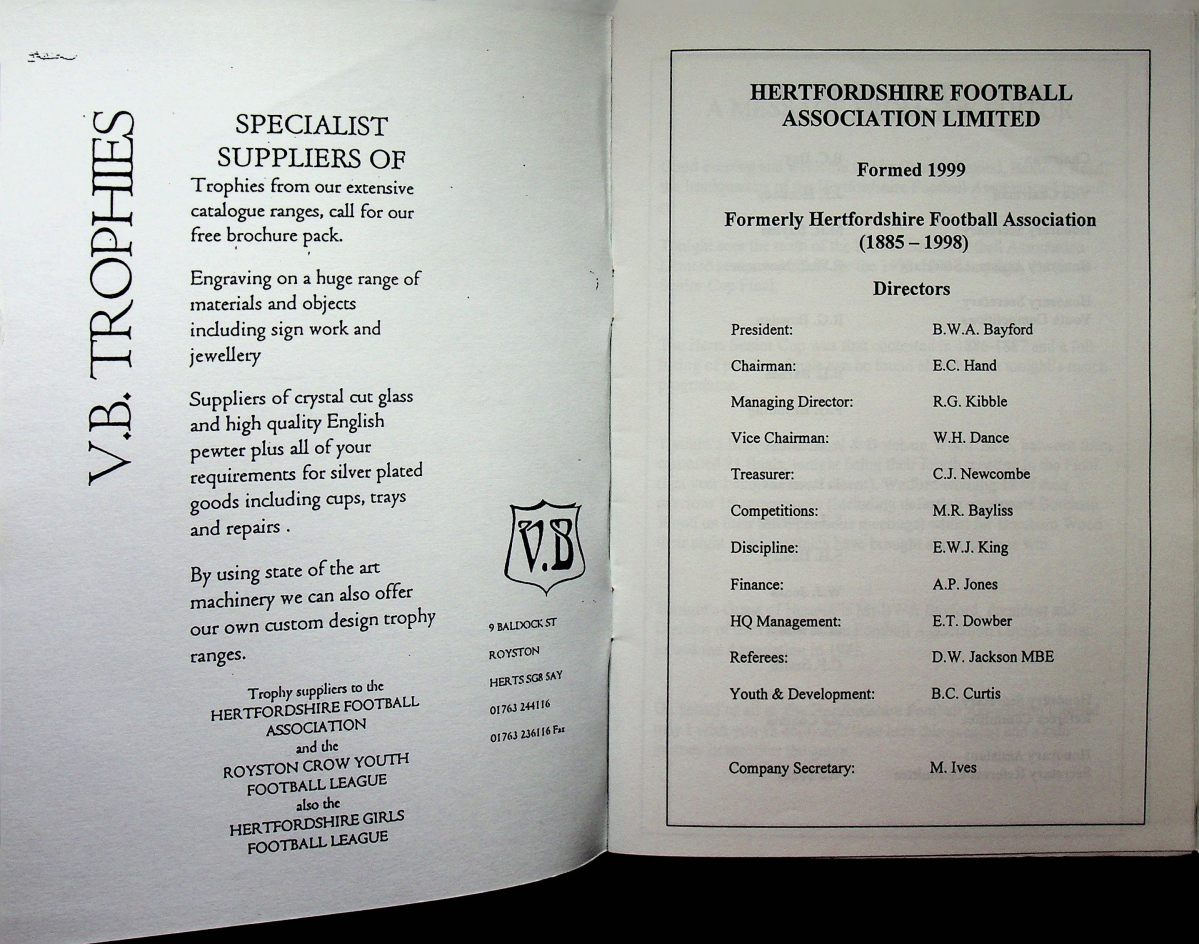 V.B. TROPHIES
SPECIALIST
SUPPLIERS OF
Trophies from our extensive
catalogue ranges, call for our
free brochure pack.
Engraving on a huge range of
materials and objects
including sign work and
jewellery
Suppliers of crystal cut glass
and high quality English
pewter plus all of your
requirements for silver plated
goods including cups, trays
and repairs .
By using state of the art
machinery we can also offer
our own custom design trophy
ranges.
Trophy suppliers to the
HERTFORDSHIRE FOOTBALL
ASSOCIATION
and the
ROYSTON CROW YOUTH
FOOTBALL LEAGUE
also the
HERTFORDSHIRE GIRLS
FOOTBALL LEAGUE
V.B
9 BALDOCK ST
ROYSTON
HERTS SG8 5AY
01763 244116
01763 236116 Fax
HERTFORDSHIRE FOOTBALL
ASSOCIATION LIMITED
Formed 1999
Formerly Hertfordshire Football Association
(1885 – 1998)
Directors
President: B.W.A. Bayford
Chairman: E.C. Hand
Managing Director: R.G. Kibble
Vice Chairman: W.H. Dance
Treasurer: C.J. Newcombe
Competitions: M.R. Bayliss
Discipline: E.W.J. King
Finance: A.P. Jones
HQ Management: E.T. Dowber
Referees: D.W. Jackson MBE
Youth & Development: B.C. Curtis
Company Secretary: M. Ives